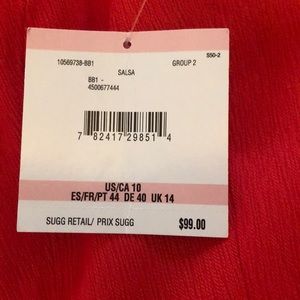 S50-2
10569738-BB1 GROUP 2
SALSA
BB1 -
4500677444
7 82417 29851 4
US/CA 10
ES/FR/PT 44 DE 40 UK 14
SUGG RETAIL/ PRIX SUGG $99.00